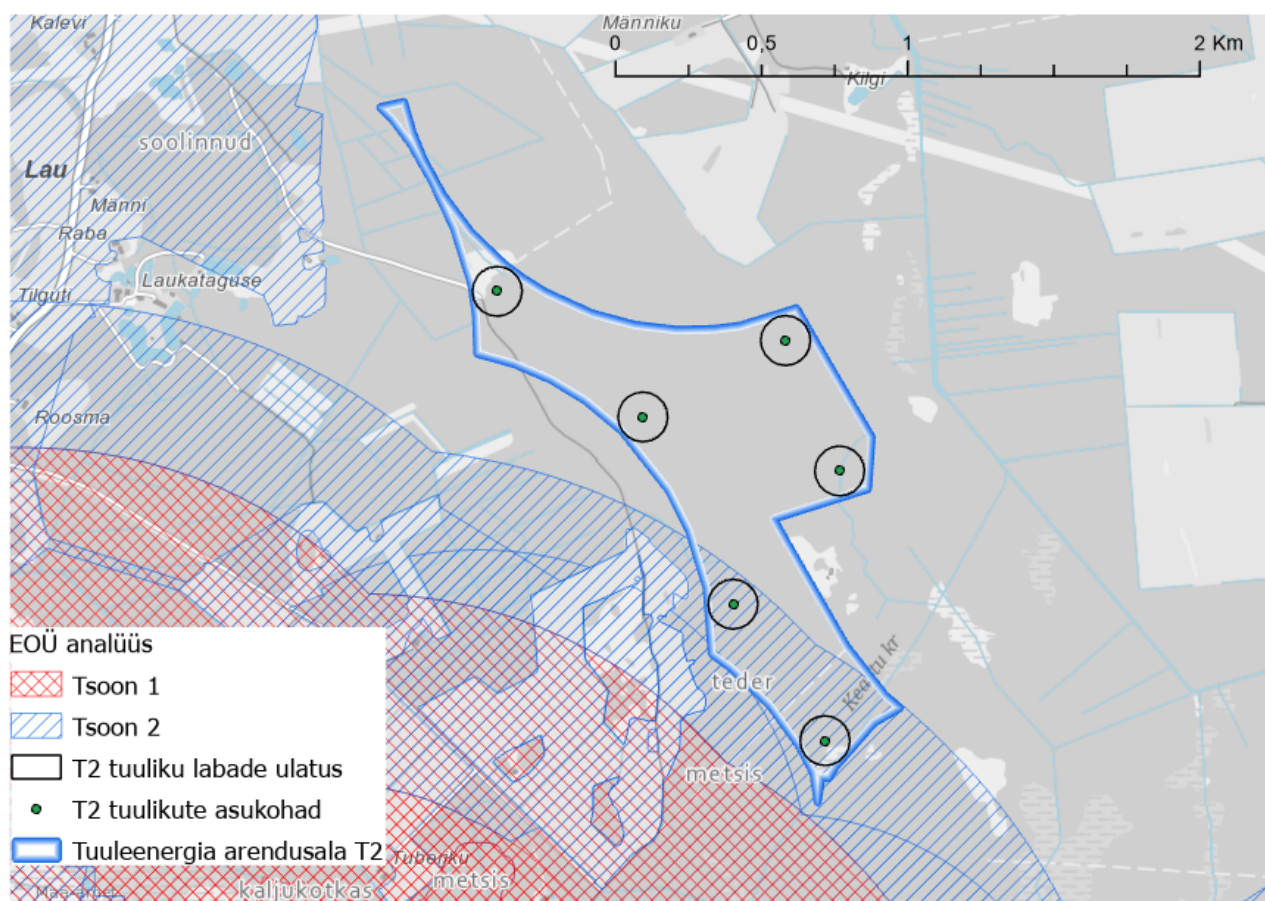 Kalevi
Männiku
0
0,5
1
2 Km
Kilgi
soolinnud
Lau
Männi
Raba
Laukataguse
Tilguti
Roosma
teder
metsis
EOÜ analüüs
Tsoon 1
Tsoon 2
T2 tuuliku labade ulatus
T2 tuulikute asukohad
Tuuleenergia arendusala T2
metsis
kaljukotkas